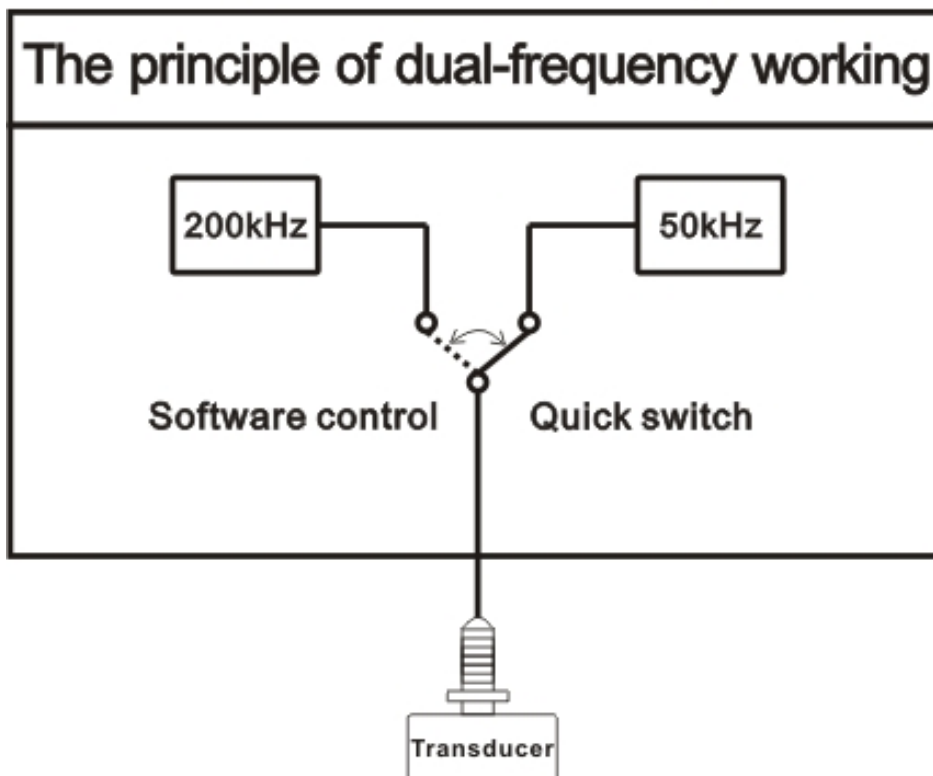 The principle of dual-frequency working
200kHz
50kHz
Software control
Quick switch
Transducer